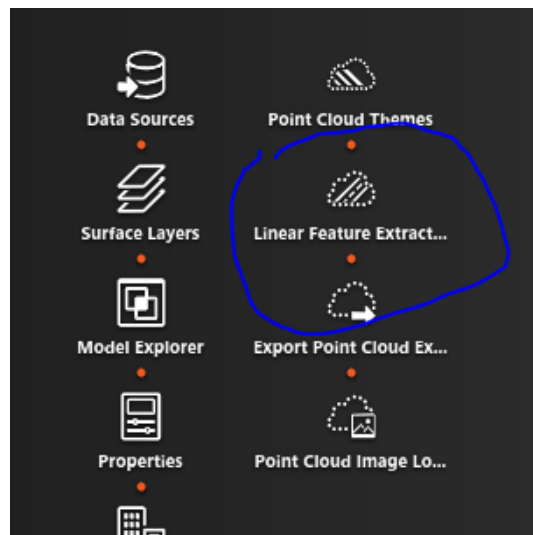 Data Sources
Point Cloud Themes
Surface Layers
Linear Feature Extract...
Model Explorer
Export Point Cloud Ex...
Properties
Point Cloud Image Lo...